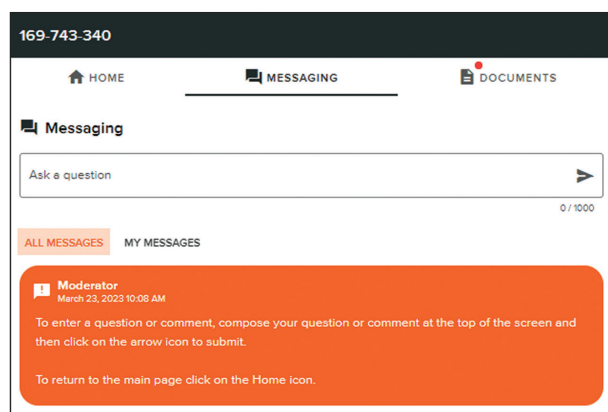 169-743-340
HOME
MESSAGING
DOCUMENTS
Messaging
Ask a question
0 / 1000
ALL MESSAGES
MY MESSAGES
Moderator
March 23, 2023 10:08 AM
To enter a question or comment, compose your question or comment at the top of the screen and
then click on the arrow icon to submit.
To return to the main page click on the Home icon.